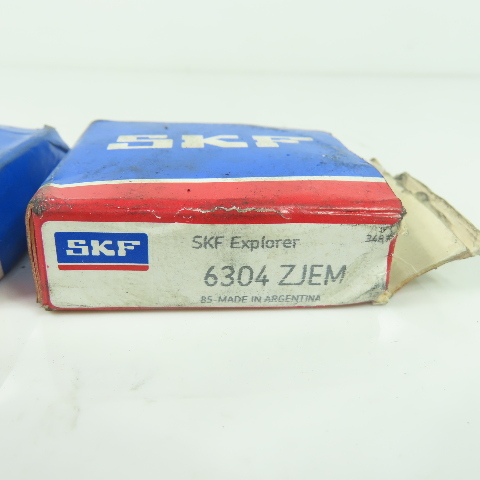 SKF
SKF
SKF Explorer
6304 ZJEM
85-MADE IN ARGENTINA